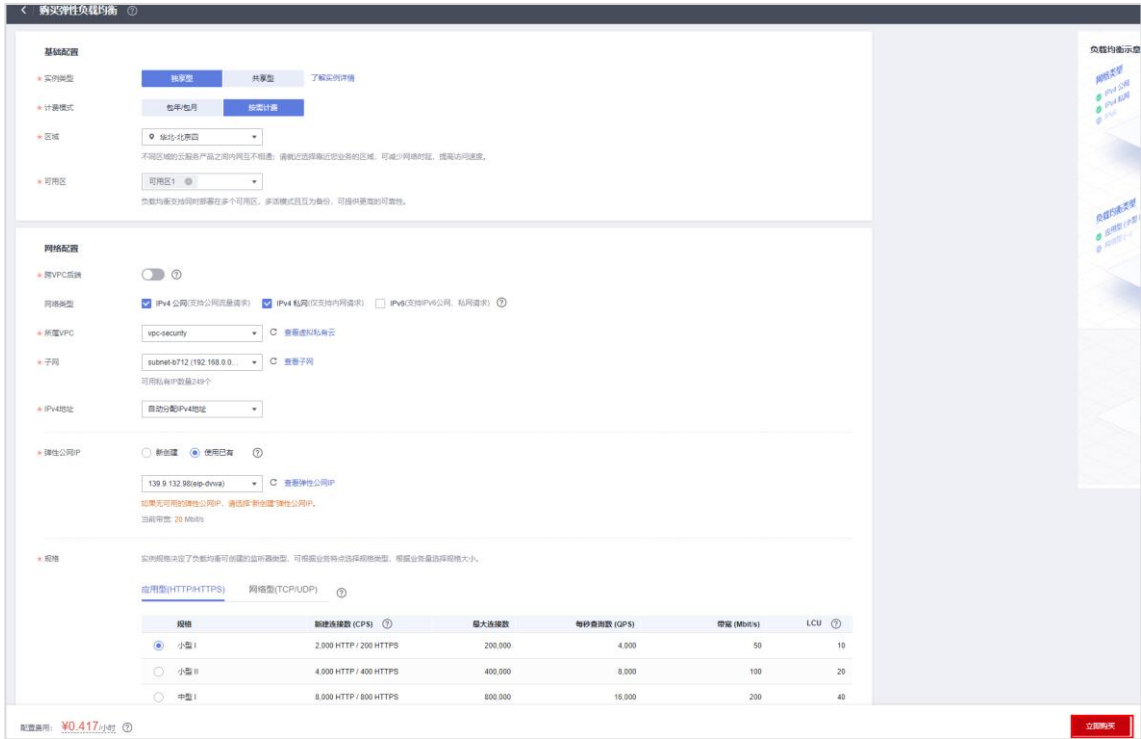 购买弹性负载均衡
基础配置
* 实例类型 独享型 共享型 了解实例详情
* 计费模式 包年/包月 按需计费
* 区域 华北-北京四
不同区域的云服务产品之间内网互不相通；请就近选择靠近您业务的区域，可减少网络时延，提高访问速度。
* 可用区 可用区1
负载均衡支持同时部署在多个可用区，多活模式且互为备份，可提供更高的可靠性。
网络配置
* 跨VPC后端
网络类型 IPv4 公网(支持公网流量请求) IPv4 私网(仅支持内网请求) IPv6(支持IPv6公网、私网请求)
* 所属VPC vpc-security 查看虚拟私有云
* 子网 subnet-b712 (192.168.0.0... 查看子网
可用私有IP数量249个
* IPv4地址 自动分配IPv4地址
* 弹性公网IP 新创建 使用已有
139.9.132.98(eip-dvwa) 查看弹性公网IP
如果无可用的弹性公网IP，请选择“新创建”弹性公网IP。
当前带宽: 20 Mbit/s
* 规格 实例规格决定了负载均衡可创建的监听器类型，可根据业务特点选择规格类型，根据业务量选择规格大小。
应用型(HTTP/HTTPS) 网络型(TCP/UDP)
规格 新建连接数 (CPS) 最大连接数 每秒查询数 (QPS) 带宽 (Mbit/s) LCU
小型 I 2,000 HTTP / 200 HTTPS 200,000 4,000 50 10
小型 II 4,000 HTTP / 400 HTTPS 400,000 8,000 100 20
中型 I 8,000 HTTP / 800 HTTPS 800,000 16,000 200 40
配置费用: ¥0.417/小时
立即购买
负载均衡示意
网络类型
IPv4 公网
IPv4 私网
IPv6
负载均衡类型
应用型 (小型 I